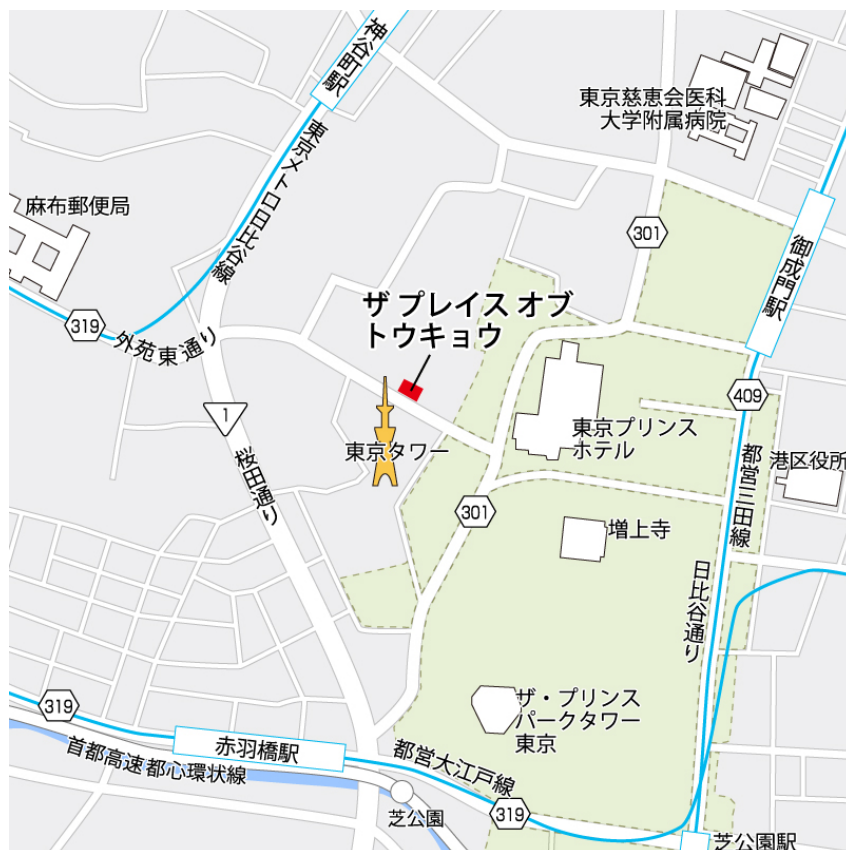 神谷町駅
東京慈恵会医科
大学附属病院
東京メトロ日比谷線
麻布郵便局
301
御成門駅
ザ プレイス オブ
トウキョウ
319
外苑東通り
409
1
東京タワー
東京プリンス
ホテル
港区役所
桜田通り
都営三田線
301
増上寺
日比谷通り
319
ザ・プリンス
パークタワー
東京
赤羽橋駅
首都高速都心環状線
都営大江戸線
319
芝公園
芝公園駅